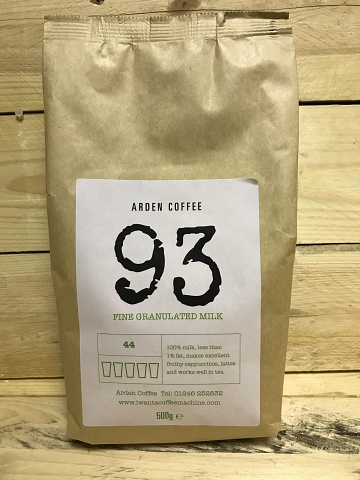 ARDEN COFFEE
93
FINE GRANULATED MILK
44
100% milk, less than
1% fat, makes excellent
frothy cappuccinos, lattes
and works well in tea.
Arden Coffee Tel: 01246 252532
www.iwantacoffeemachine.com
500g ℮